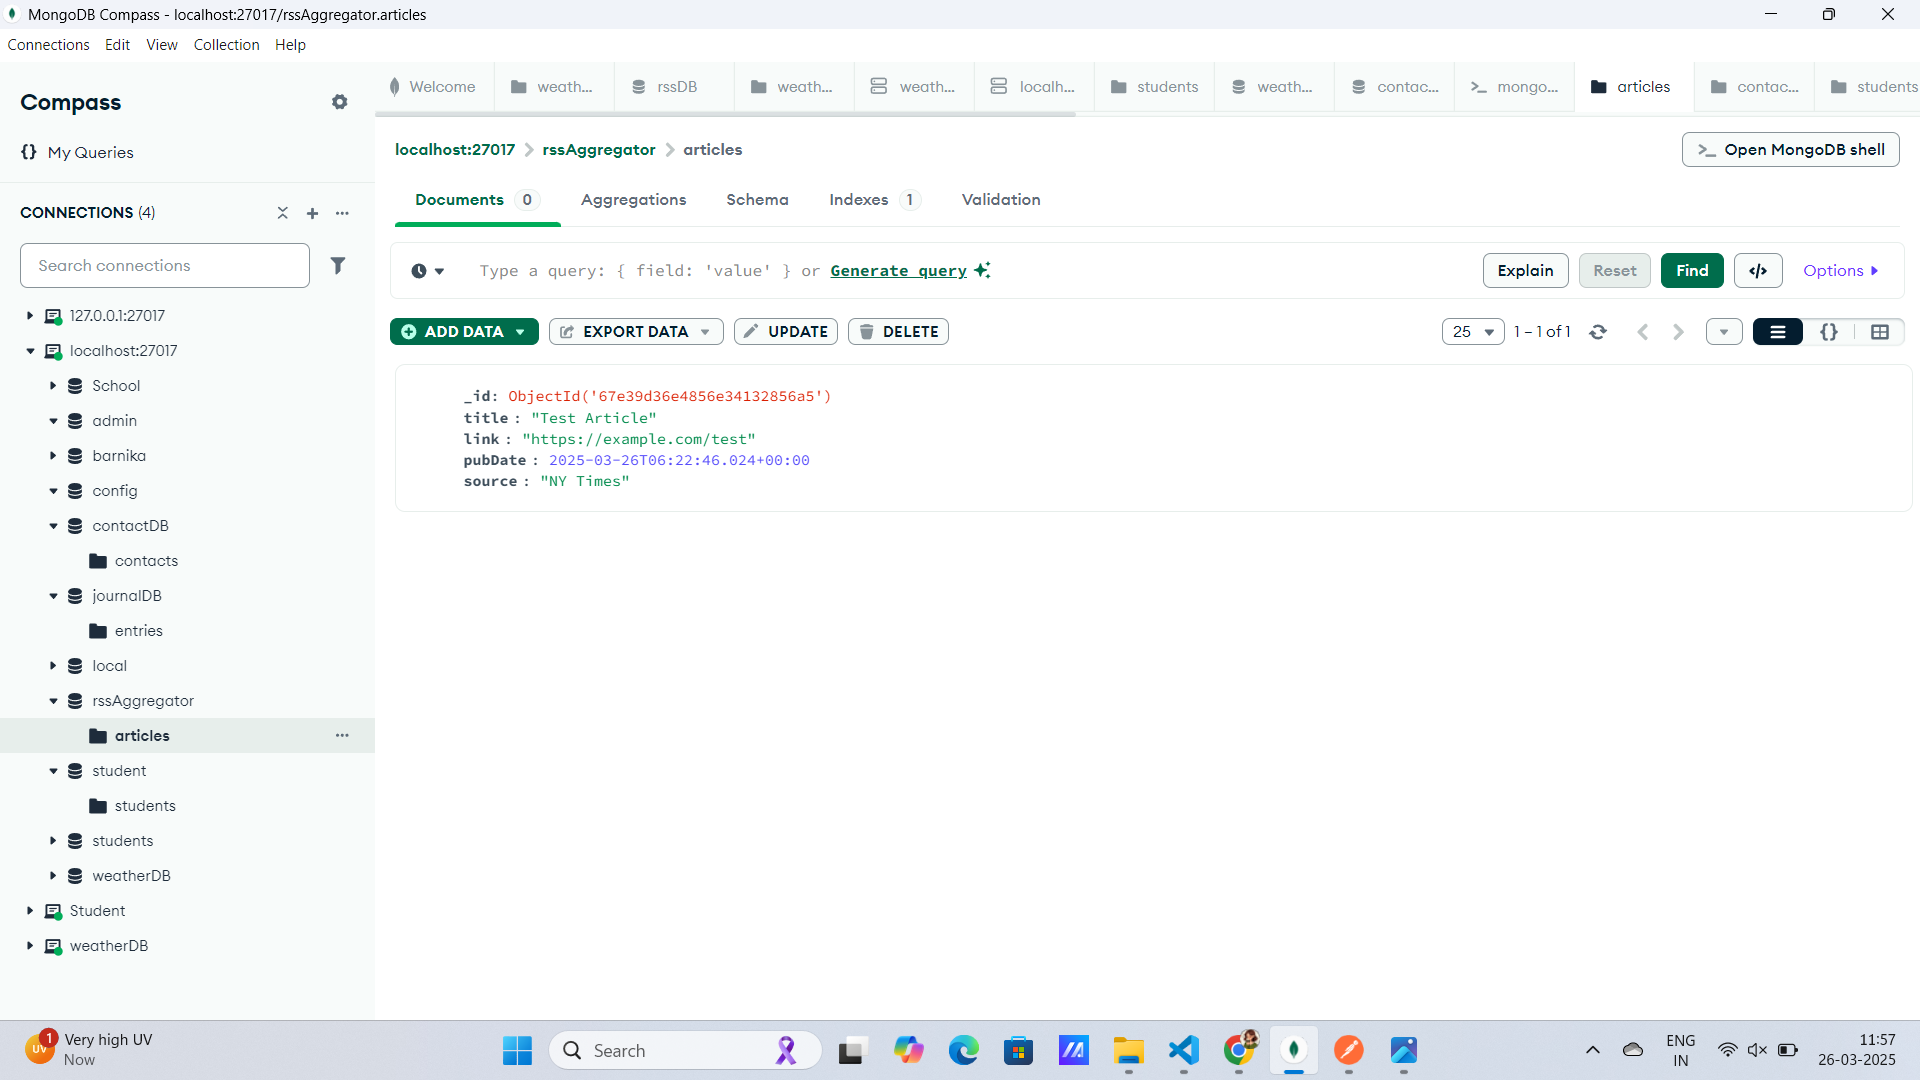 MongoDB Compass - localhost:27017/rssAggregator.articles
Connections Edit View Collection Help
Compass
{} My Queries
CONNECTIONS (4)
Search connections
127.0.0.1:27017
localhost:27017
School
admin
barnika
config
contactDB
contacts
journalDB
entries
local
rssAggregator
articles
student
students
students
weatherDB
Student
weatherDB
Welcome weath... rssDB weath... weath... localh... students weath... contac... >_ mongo... articles contac... students
localhost:27017 > rssAggregator > articles
>_ Open MongoDB shell
Documents 0 Aggregations Schema Indexes 1 Validation
Type a query: { field: 'value' } or Generate query
Explain Reset Find </> Options
ADD DATA EXPORT DATA UPDATE DELETE
25 1 – 1 of 1 {}
_id: ObjectId('67e39d36e4856e34132856a5')
title : "Test Article"
link : "https://example.com/test"
pubDate : 2025-03-26T06:22:46.024+00:00
source : "NY Times"
UV 1 Very high UV
Now
Search
ENG
IN
11:57
26-03-2025